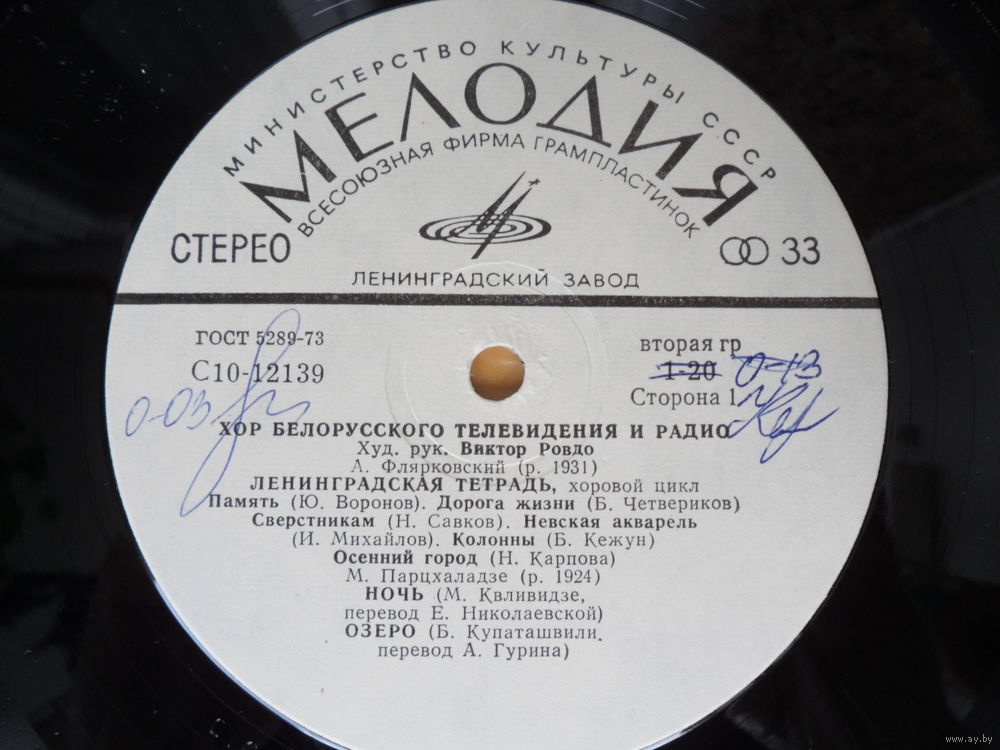 МИНИСТЕРСТВО КУЛЬТУРЫ СССР
МЕЛОДИЯ
ВСЕСОЮЗНАЯ ФИРМА ГРАМПЛАСТИНОК
СТЕРЕО
33
ЛЕНИНГРАДСКИЙ ЗАВОД
ГОСТ 5289-73
вторая гр
С10-12139
1-20 0-13
Сторона 1
0-03
ХОР БЕЛОРУССКОГО ТЕЛЕВИДЕНИЯ И РАДИО
Худ. рук. Виктор Ровдо
А. Флярковский (р. 1931)
ЛЕНИНГРАДСКАЯ ТЕТРАДЬ, хоровой цикл
Память (Ю. Воронов). Дорога жизни (Б. Четвериков)
Сверстникам (Н. Савков). Невская акварель
(И. Михайлов). Колонны (Б. Кежун)
Осенний город (Н. Карпова)
М. Парцхаладзе (р. 1924)
НОЧЬ (М. Квливидзе,
перевод Е. Николаевской)
ОЗЕРО (Б. Купаташвили,
перевод А. Гурина)
www.ay.by